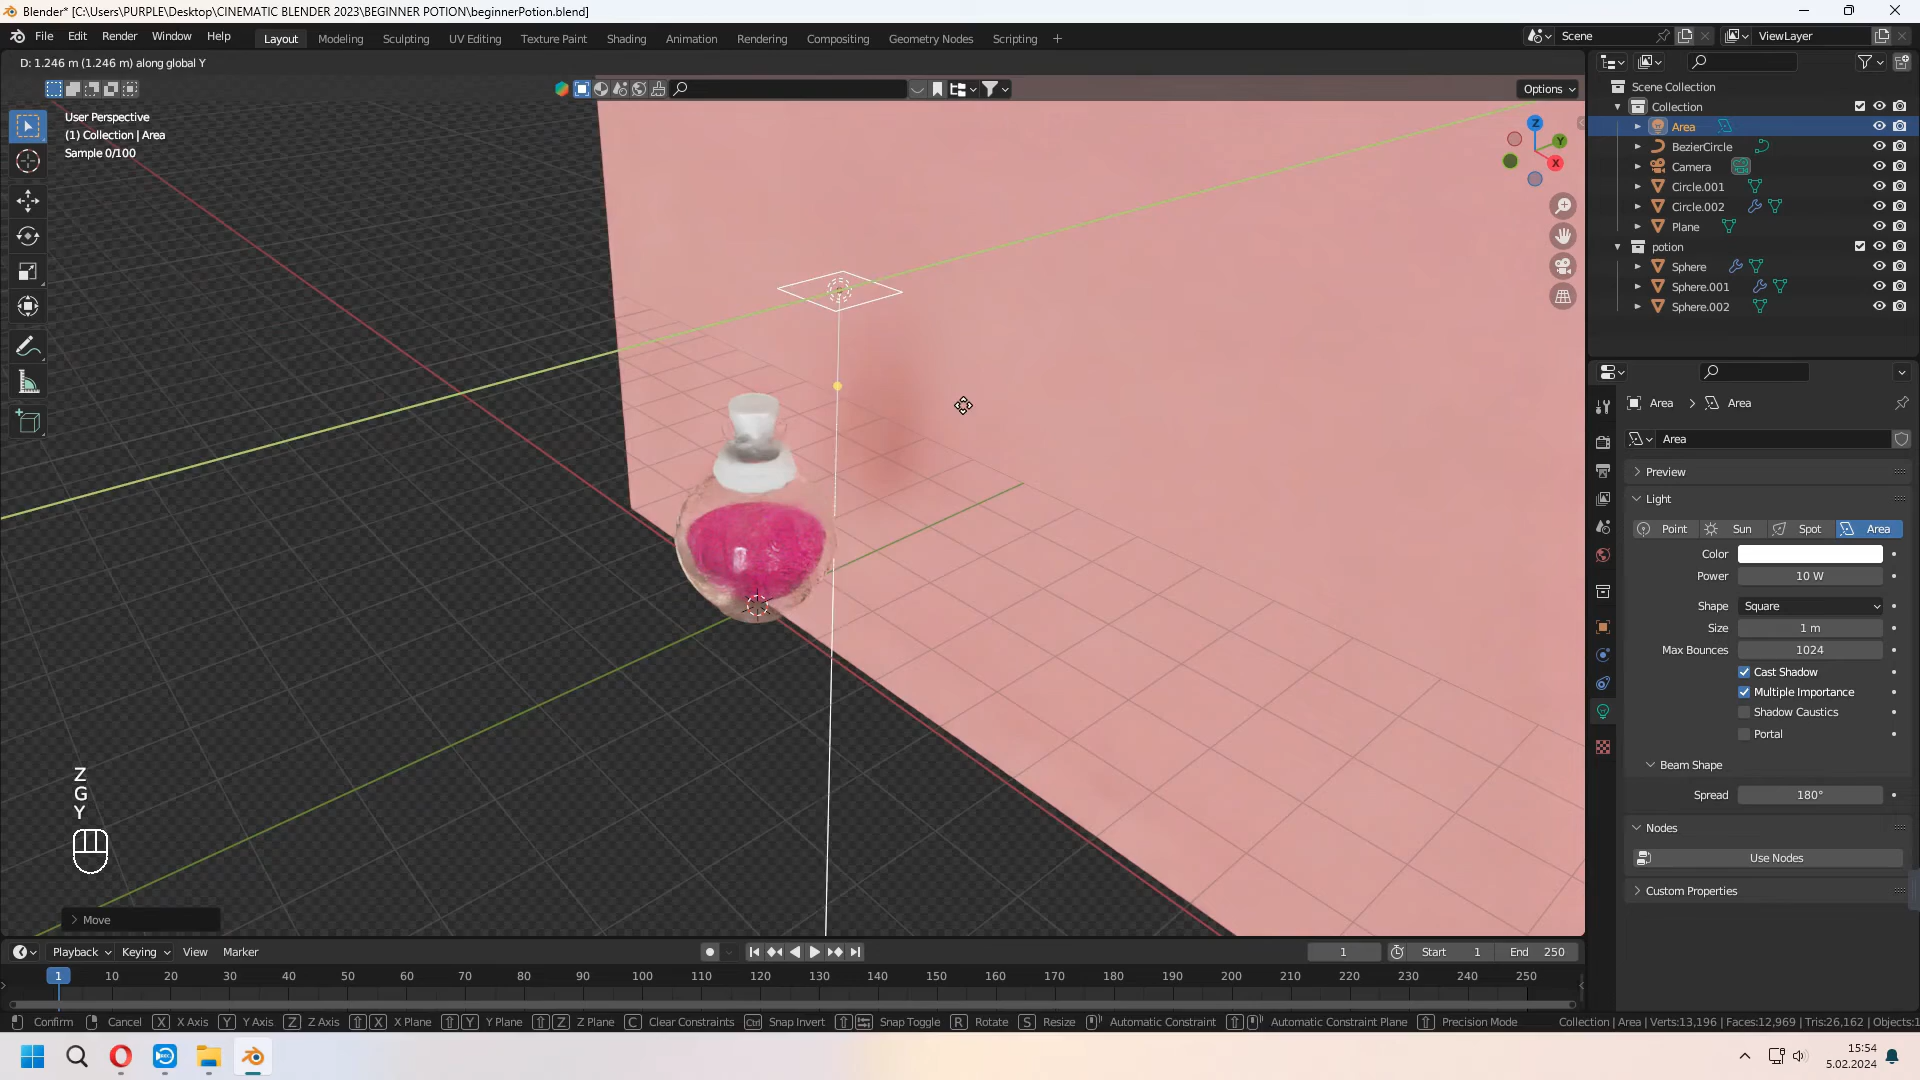 Blender* [C:\Users\PURPLE\Desktop\CINEMATIC BLENDER 2023\BEGINNER POTION\beginnerPotion.blend]
File Edit Render Window Help Layout Modeling Sculpting UV Editing Texture Paint Shading Animation Rendering Compositing Geometry Nodes Scripting + Scene ViewLayer
D: 1.246 m (1.246 m) along global Y
Options
User Perspective
(1) Collection | Area
Sample 0/100
Z
Y
X
Scene Collection
Collection
Area
BezierCircle
Camera
Circle.001
Circle.002
Plane
potion
Sphere
Sphere.001
Sphere.002
Area > Area
Area
Preview
Light
Point Sun Spot Area
Color
Power 10 W
Shape Square
Size 1 m
Max Bounces 1024
Cast Shadow
Multiple Importance
Shadow Caustics
Portal
Beam Shape
Spread 180°
Nodes
Use Nodes
Custom Properties
Z
G
Y
Move
Playback Keying View Marker 1 Start 1 End 250
1 10 20 30 40 50 60 70 80 90 100 110 120 130 140 150 160 170 180 190 200 210 220 230 240 250
Confirm Cancel X X Axis Y Y Axis Z Z Axis X X Plane Y Y Plane Z Z Plane C Clear Constraints Ctrl Snap Invert Snap Toggle R Rotate S Resize Automatic Constraint Automatic Constraint Plane Precision Mode Collection | Area | Verts:13,196 | Faces:12,969 | Tris:26,162 | Objects:1
REC
15:54
5.02.2024